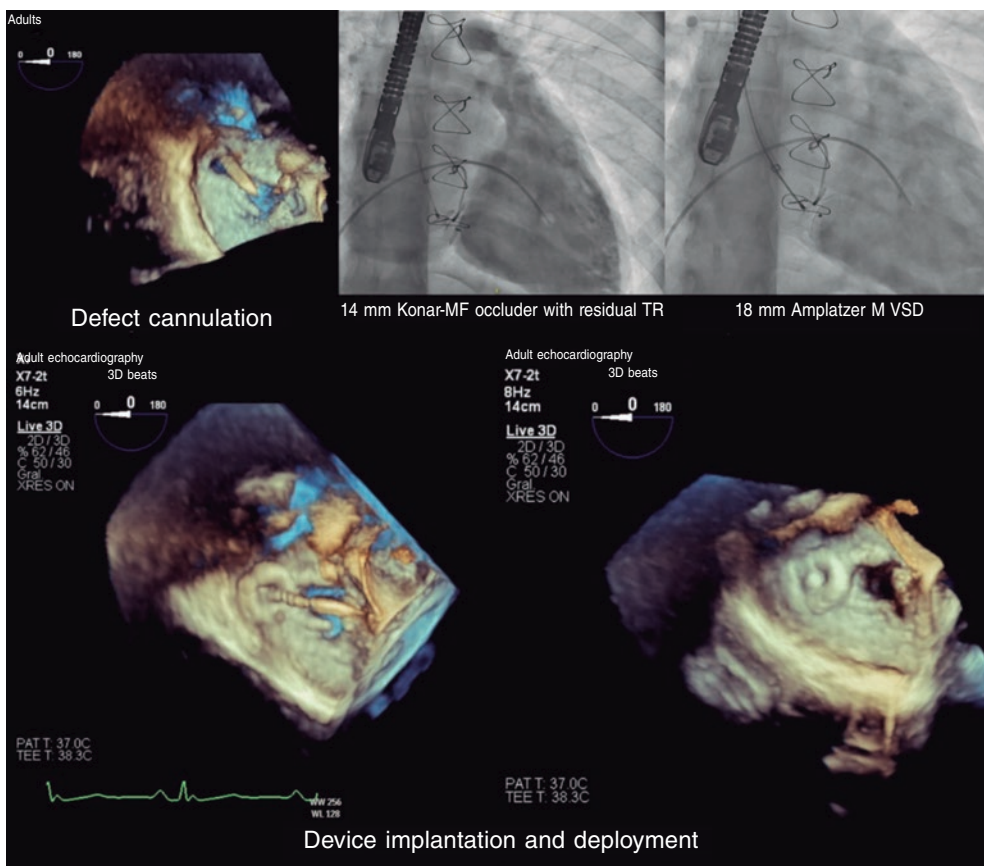 Adults
0 0 180
Defect cannulation
14 mm Konar-MF occluder with residual TR
18 mm Amplatzer M VSD
Adult echocardiography
X7-2t
6Hz
14cm
3D beats
0 0 180
Live 3D
2D / 3D
% 62 / 46
C 50 / 30
Gral
XRES ON
PAT T: 37.0C
TEE T: 38.3C
WW 256
WL 128
Adult echocardiography
X7-2t
8Hz
14cm
3D beats
0 0 180
Live 3D
2D / 3D
% 62 / 46
C 50 / 30
Gral
XRES ON
PAT T: 37.0C
TEE T: 38.3C
Device implantation and deployment